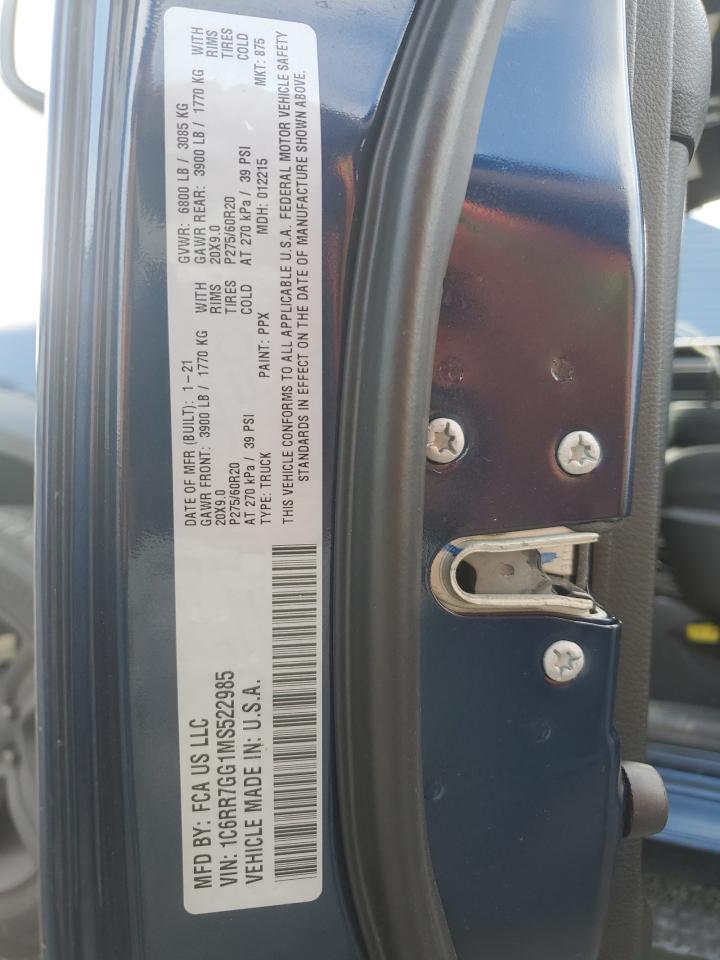 MFD BY: FCA US LLC
VIN: 1C6RR7GG1MS522985
VEHICLE MADE IN: U.S.A.
DATE OF MFR (BUILT): 1-21 GVWR: 6800 LB / 3085 KG
GAWR FRONT: 3900 LB / 1770 KG WITH GAWR REAR: 3900 LB / 1770 KG WITH
20X9.0 RIMS 20X9.0 RIMS
P275/60R20 TIRES P275/60R20 TIRES
AT 270 kPa / 39 PSI COLD AT 270 kPa / 39 PSI COLD
TYPE: TRUCK PAINT: PPX MDH: 012215 MKT: 875
THIS VEHICLE CONFORMS TO ALL APPLICABLE U.S.A. FEDERAL MOTOR VEHICLE SAFETY
STANDARDS IN EFFECT ON THE DATE OF MANUFACTURE SHOWN ABOVE.